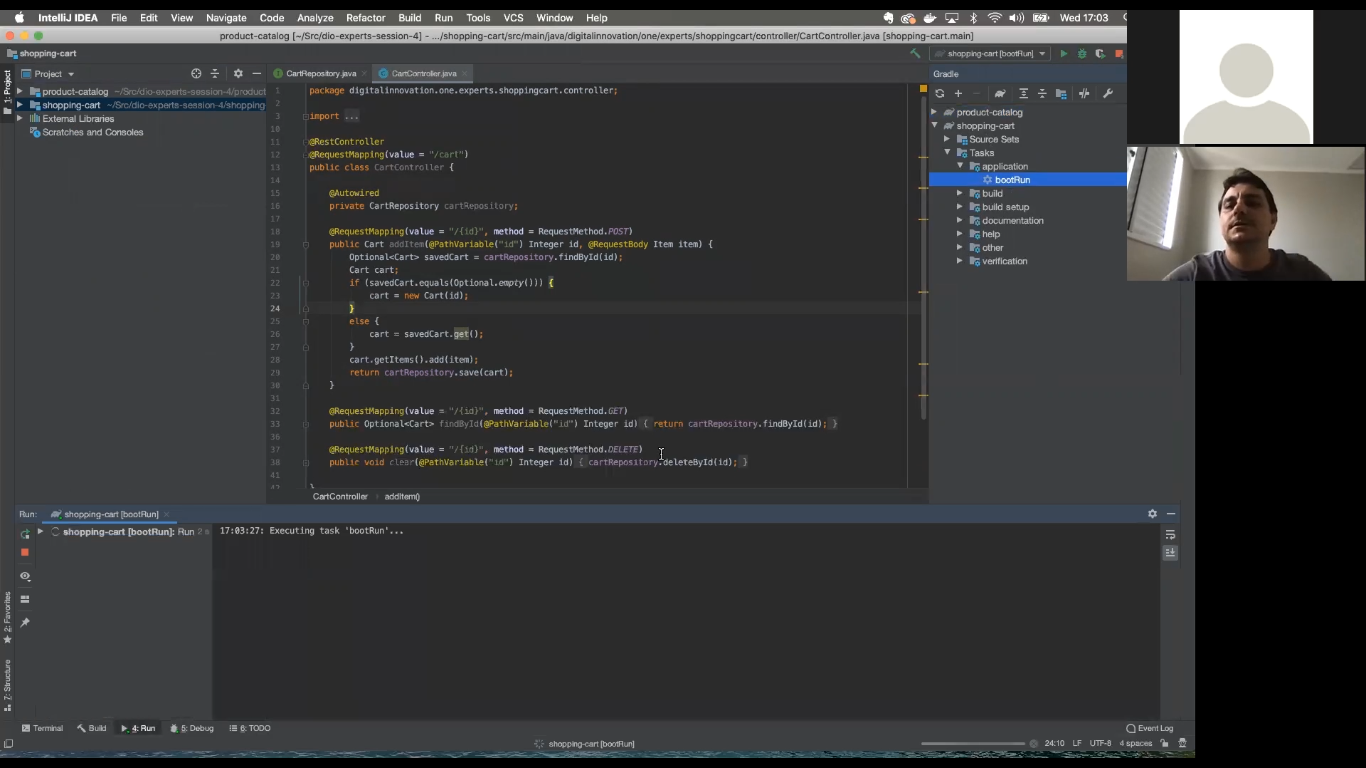 IntelliJ IDEA File Edit View Navigate Code Analyze Refactor Build Run Tools VCS Window Help Wed 17:03
product-catalog [~/Src/dio-experts-session-4] - .../shopping-cart/src/main/java/digitalinnovation/one/experts/shoppingcart/controller/CartController.java [shopping-cart.main]
shopping-cart
shopping-cart [bootRun]
1: Project
Project
CartRepository.java
CartController.java
Gradle
product-catalog ~/Src/dio-experts-session-4/product
shopping-cart ~/Src/dio-experts-session-4/shopping
External Libraries
Scratches and Consoles
1 package digitalinnovation.one.experts.shoppingcart.controller;
2
3 import ...
10
11 @RestController
12 @RequestMapping(value = "/cart")
13 public class CartController {
14
15 @Autowired
16 private CartRepository cartRepository;
17
18 @RequestMapping(value = "/{id}", method = RequestMethod.POST)
19 public Cart addItem(@PathVariable("id") Integer id, @RequestBody Item item) {
20 Optional<Cart> savedCart = cartRepository.findById(id);
21 Cart cart;
22 if (savedCart.equals(Optional.empty())) {
23 cart = new Cart(id);
24 }
25 else {
26 cart = savedCart.get();
27 }
28 cart.getItems().add(item);
29 return cartRepository.save(cart);
30 }
31
32 @RequestMapping(value = "/{id}", method = RequestMethod.GET)
33 public Optional<Cart> findById(@PathVariable("id") Integer id) { return cartRepository.findById(id); }
36
37 @RequestMapping(value = "/{id}", method = RequestMethod.DELETE)
38 public void clear(@PathVariable("id") Integer id) { cartRepository.deleteById(id); }
41
42 }
CartController addItem()
product-catalog
shopping-cart
Source Sets
Tasks
application
bootRun
build
build setup
documentation
help
other
verification
Run: shopping-cart [bootRun]
shopping-cart [bootRun]: Run 2 s
17:03:27: Executing task 'bootRun'...
2: Favorites
7: Structure
Terminal Build 4: Run 5: Debug 6: TODO Event Log
shopping-cart [bootRun] 24:10 LF UTF-8 4 spaces